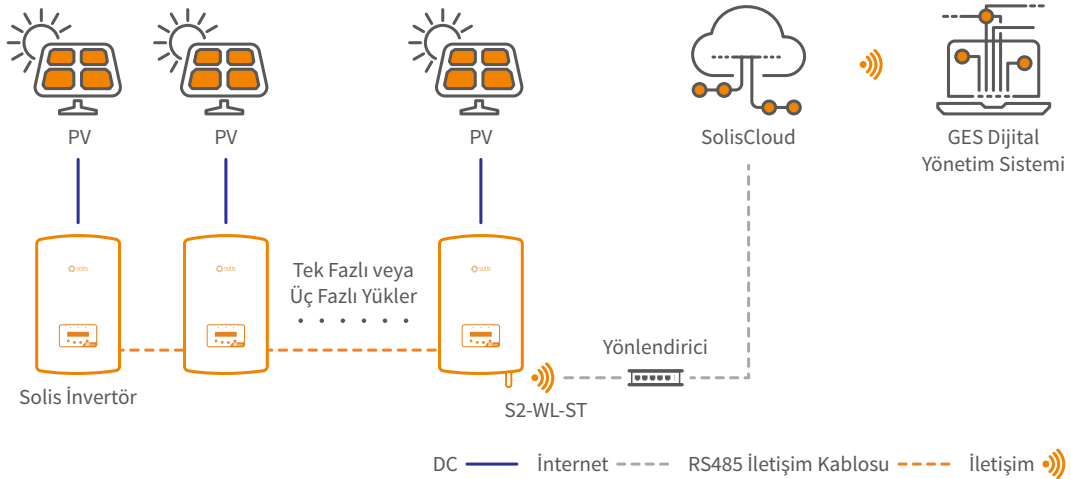 PV
PV
PV
SolisCloud
GES Dijital
Yönetim Sistemi
solis
solis
solis
Tek Fazlı veya
Üç Fazlı Yükler
Yönlendirici
Solis İnvertör
S2-WL-ST
DC
İnternet
RS485 İletişim Kablosu
İletişim